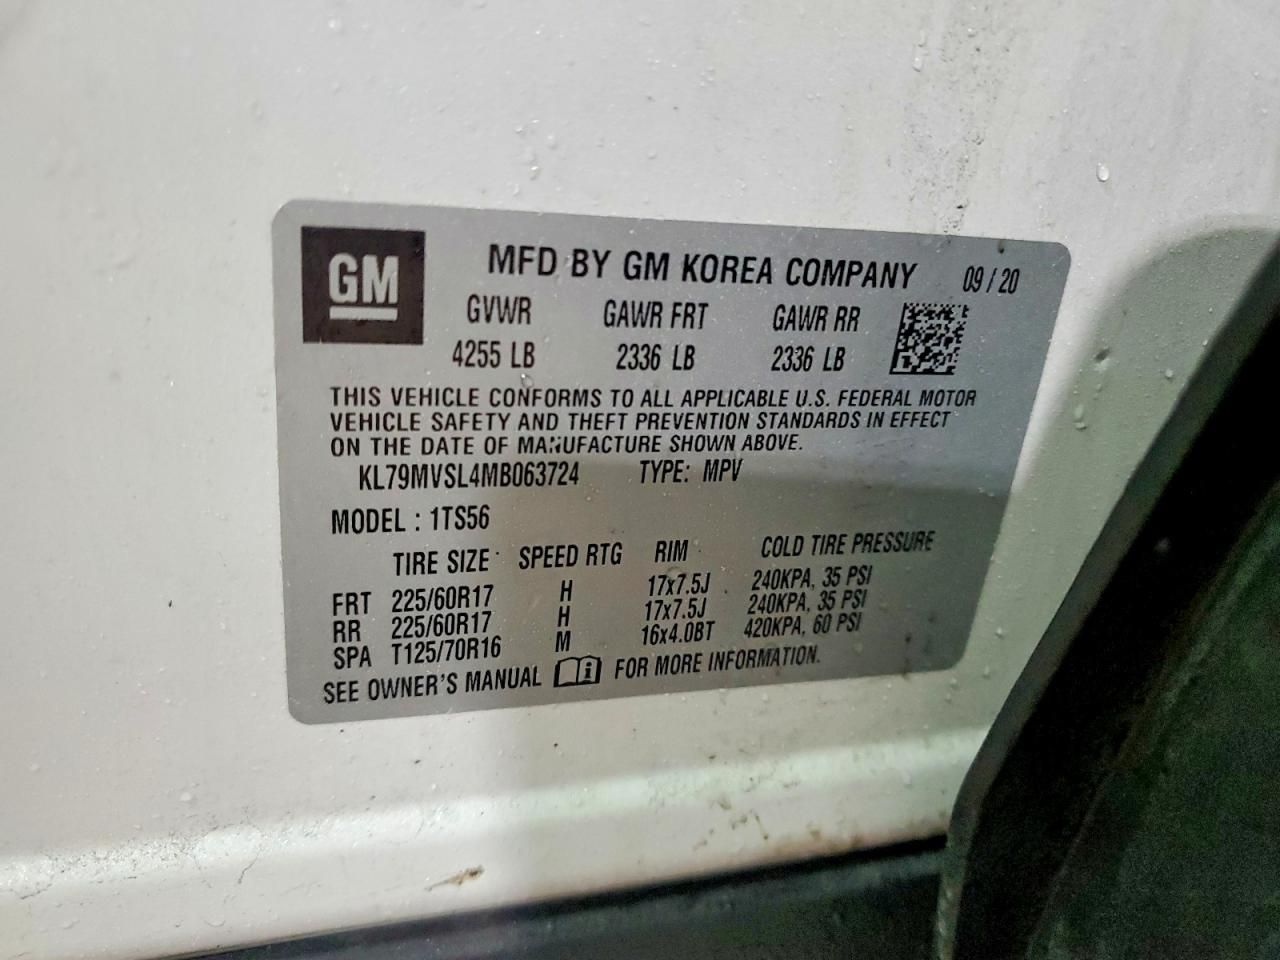 GM
MFD BY GM KOREA COMPANY 09/20
GVWR GAWR FRT GAWR RR
4255 LB 2336 LB 2336 LB
THIS VEHICLE CONFORMS TO ALL APPLICABLE U.S. FEDERAL MOTOR
VEHICLE SAFETY AND THEFT PREVENTION STANDARDS IN EFFECT
ON THE DATE OF MANUFACTURE SHOWN ABOVE.
KL79MVSL4MB063724 TYPE: MPV
MODEL : 1TS56
TIRE SIZE SPEED RTG RIM COLD TIRE PRESSURE
FRT 225/60R17 H 17x7.5J 240KPA, 35 PSI
RR 225/60R17 H 17x7.5J 240KPA, 35 PSI
SPA T125/70R16 M 16x4.0BT 420KPA, 60 PSI
SEE OWNER'S MANUAL FOR MORE INFORMATION.